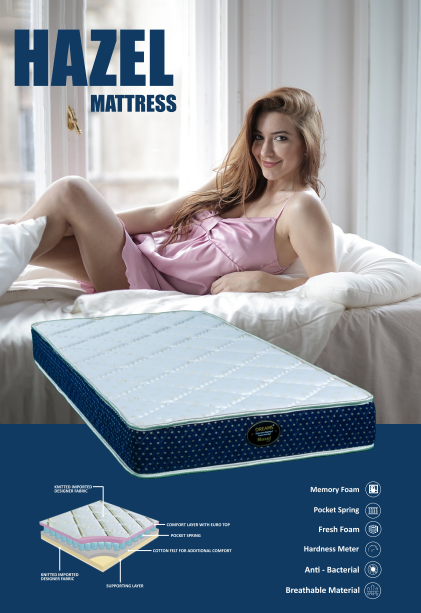 HAZEL
MATTRESS
DREAMS
KNITTED IMPORTED
DESIGNER FABRIC
COMFORT LAYER WITH EURO TOP
POCKET SPRING
COTTON FELT FOR ADDITIONAL COMFORT
KNITTED IMPORTED
DESIGNER FABRIC
SUPPORTING LAYER
Memory Foam
Pocket Spring
Fresh Foam
Hardness Meter
Anti - Bacterial
Breathable Material